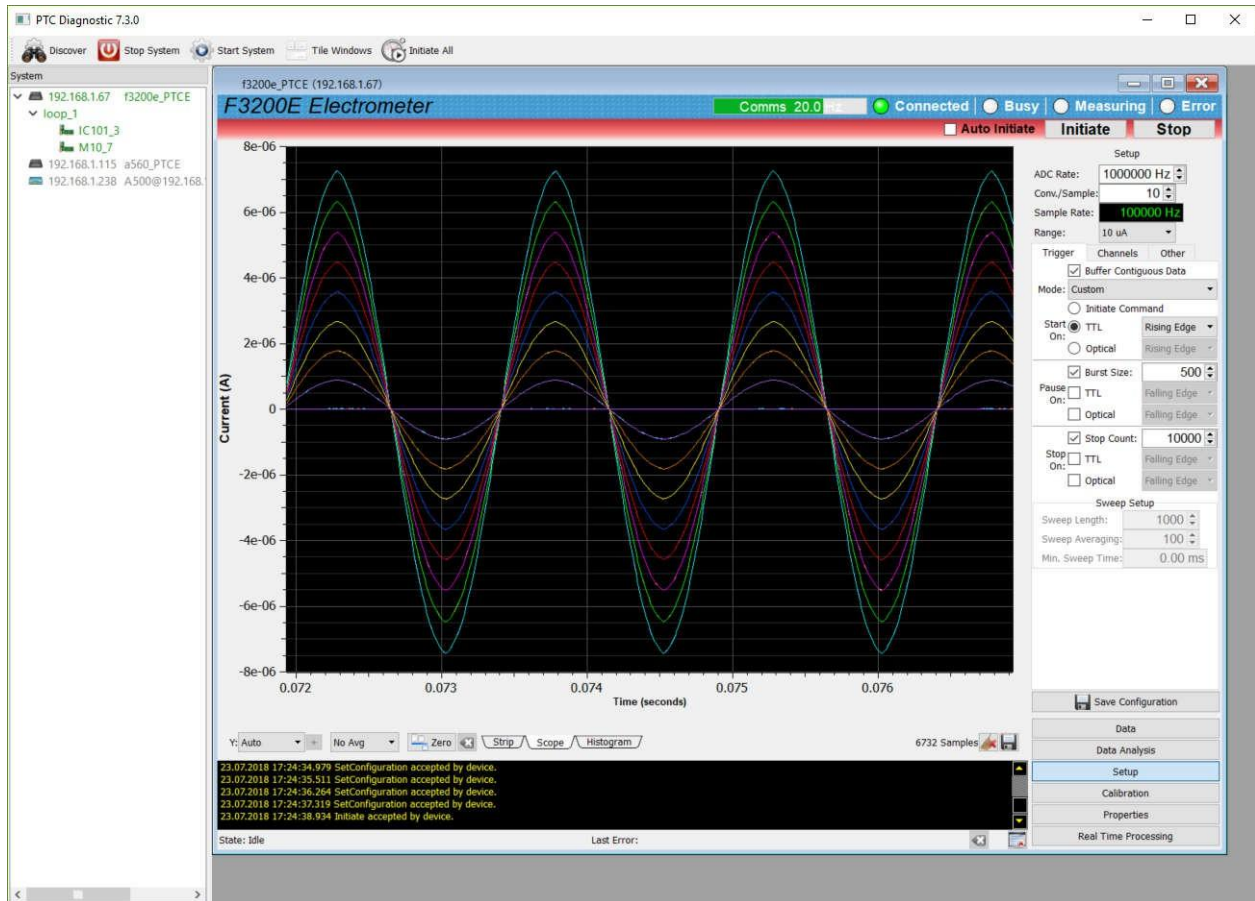 PTC Diagnostic 7.3.0
Discover Stop System Start System Tile Windows Initiate All
System
192.168.1.67 f3200e_PTCE
loop_1
IC101_3
M10_7
192.168.1.115 a560_PTCE
192.168.1.238 A500@192.168.
f3200e_PTCE (192.168.1.67)
F3200E Electrometer
Comms 20.0 Hz Connected Busy Measuring Error
Auto Initiate Initiate Stop
8e-06
6e-06
4e-06
2e-06
0
-2e-06
-4e-06
-6e-06
-8e-06
Current (A)
0.072 0.073 0.074 0.075 0.076
Time (seconds)
Setup
ADC Rate: 1000000 Hz
Conv./Sample: 10
Sample Rate: 100000 Hz
Range: 10 uA
Trigger Channels Other
Buffer Contiguous Data
Mode: Custom
Initiate Command
Start On: TTL Rising Edge
Optical Rising Edge
Burst Size: 500
Pause On: TTL Falling Edge
Optical Falling Edge
Stop Count: 10000
Stop On: TTL Falling Edge
Optical Falling Edge
Sweep Setup
Sweep Length: 1000
Sweep Averaging: 100
Min. Sweep Time: 0.00 ms
Save Configuration
Data
Data Analysis
Setup
Calibration
Properties
Real Time Processing
Y: Auto + No Avg Zero Strip Scope Histogram 6732 Samples
23.07.2018 17:24:34.979 SetConfiguration accepted by device.
23.07.2018 17:24:35.511 SetConfiguration accepted by device.
23.07.2018 17:24:36.264 SetConfiguration accepted by device.
23.07.2018 17:24:37.319 SetConfiguration accepted by device.
23.07.2018 17:24:38.934 Initiate accepted by device.
State: Idle Last Error: